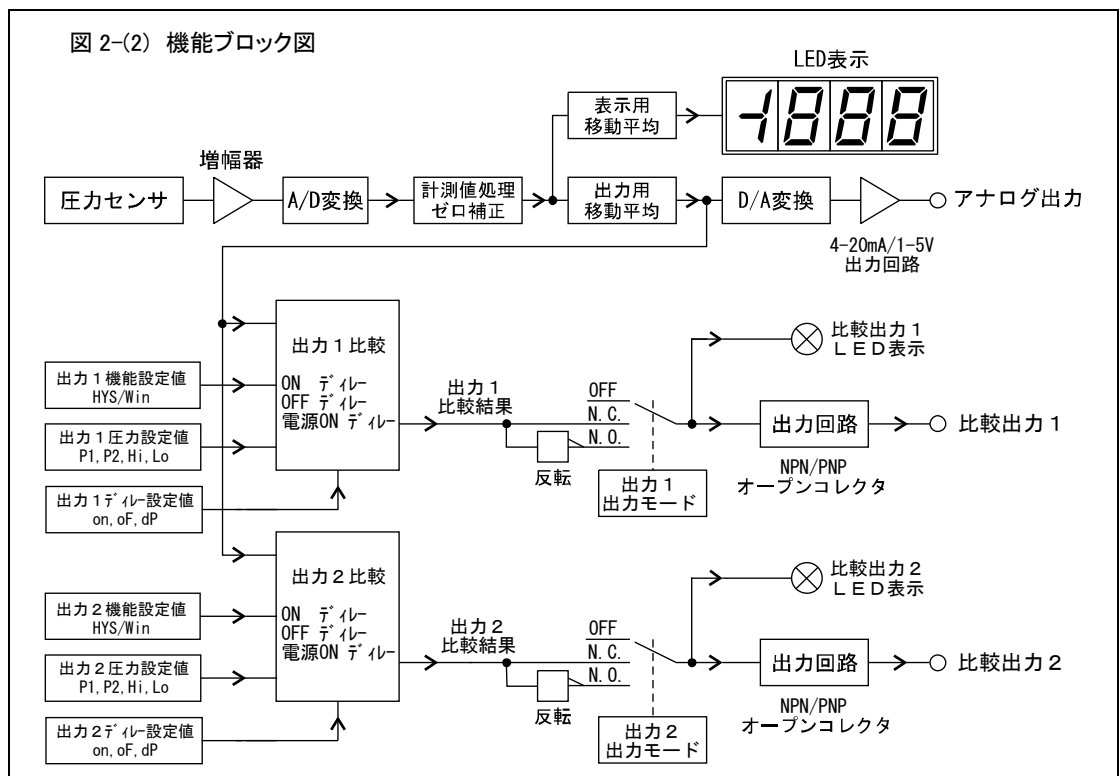 図 2-(2) 機能ブロック図
LED表示
-1888
表示用
移動平均
増幅器
圧力センサ
A/D変換
計測値処理
ゼロ補正
出力用
移動平均
D/A変換
アナログ出力
4-20mA/1-5V
出力回路
出力1比較
ON ディレー
OFF ディレー
電源ON ディレー
出力1機能設定値
HYS/Win
出力1圧力設定値
P1,P2,Hi,Lo
出力1ディレー設定値
on,oF,dP
出力1
比較結果
反転
OFF
N.C.
N.O.
出力1
出力モード
比較出力1
LED表示
出力回路
比較出力1
NPN/PNP
オープンコレクタ
出力2比較
ON ディレー
OFF ディレー
電源ON ディレー
出力2機能設定値
HYS/Win
出力2圧力設定値
P1,P2,Hi,Lo
出力2ディレー設定値
on,oF,dP
出力2
比較結果
反転
OFF
N.C.
N.O.
出力2
出力モード
比較出力2
LED表示
出力回路
比較出力2
NPN/PNP
オープンコレクタ